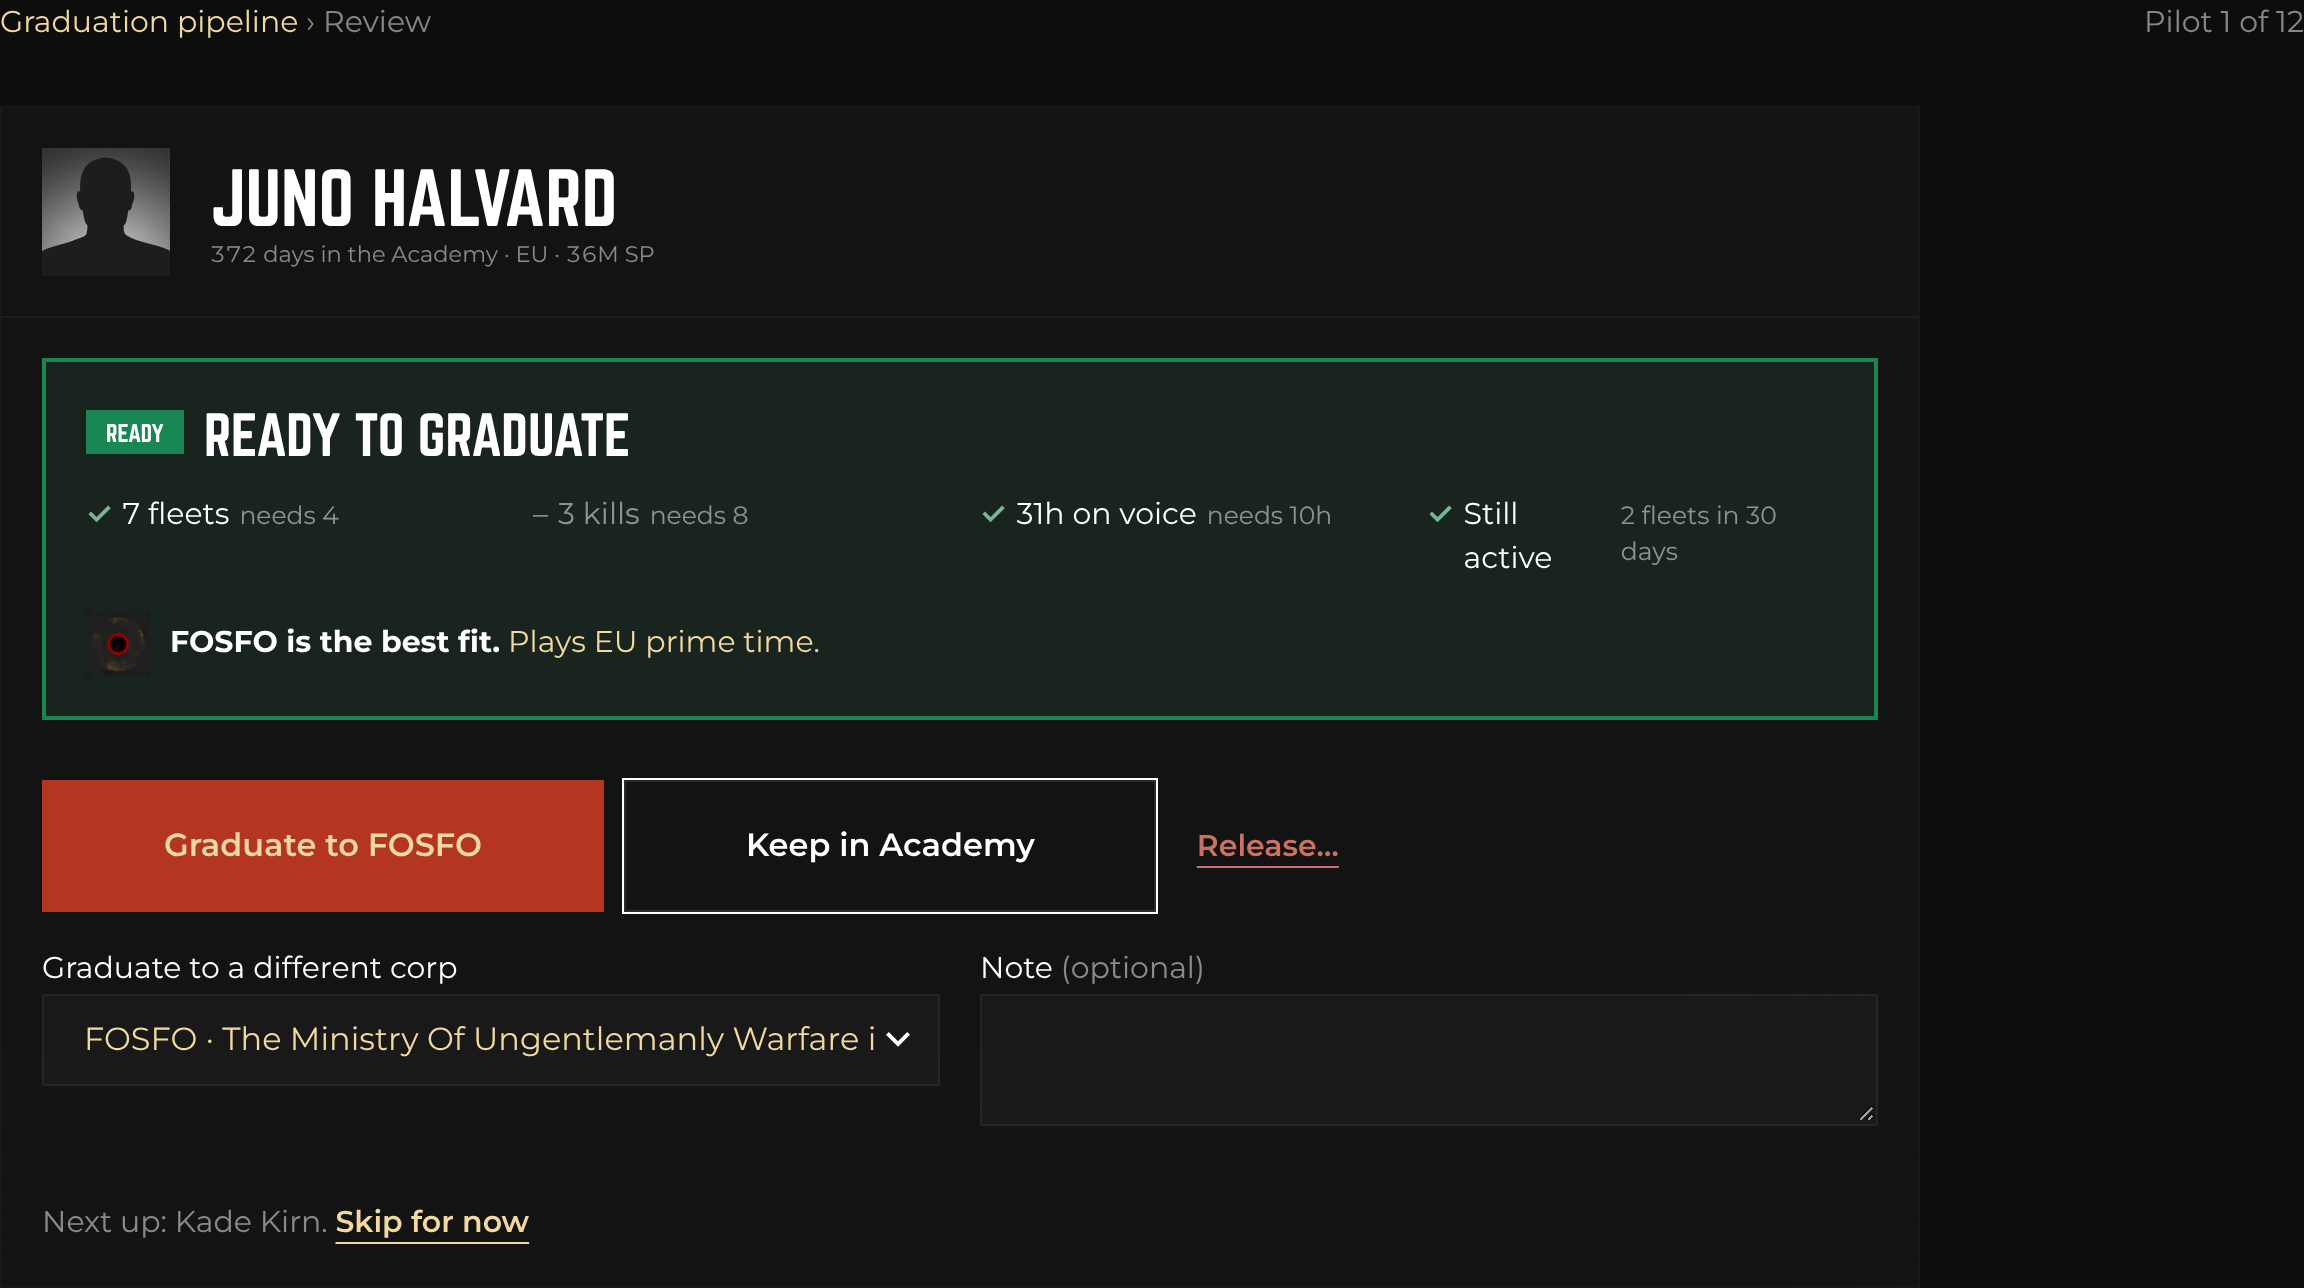 Graduation pipeline › Review
Pilot 1 of 12
JUNO HALVARD
372 days in the Academy · EU · 36M SP
READY READY TO GRADUATE
7 fleets needs 4
– 3 kills needs 8
31h on voice needs 10h
Still
active
2 fleets in 30
days
FOSFO is the best fit. Plays EU prime time.
Graduate to FOSFO
Keep in Academy
Release...
Graduate to a different corp
Note (optional)
FOSFO · The Ministry Of Ungentlemanly Warfare i
Next up: Kade Kirn. Skip for now